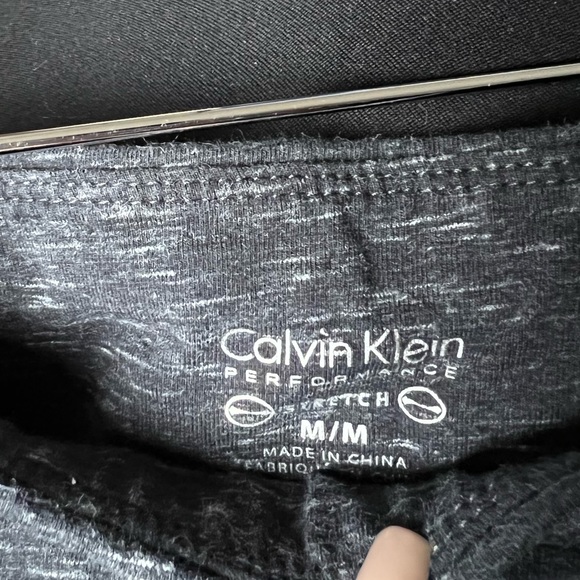 Calvin Klein
PERFORMANCE
STRETCH
M/M
MADE IN CHINA